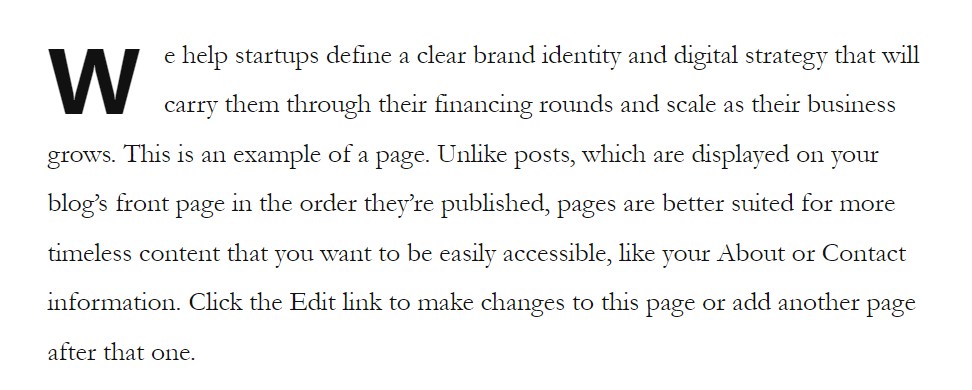 We help startups define a clear brand identity and digital strategy that will
carry them through their financing rounds and scale as their business
grows. This is an example of a page. Unlike posts, which are displayed on your
blog’s front page in the order they’re published, pages are better suited for more
timeless content that you want to be easily accessible, like your About or Contact
information. Click the Edit link to make changes to this page or add another page
after that one.